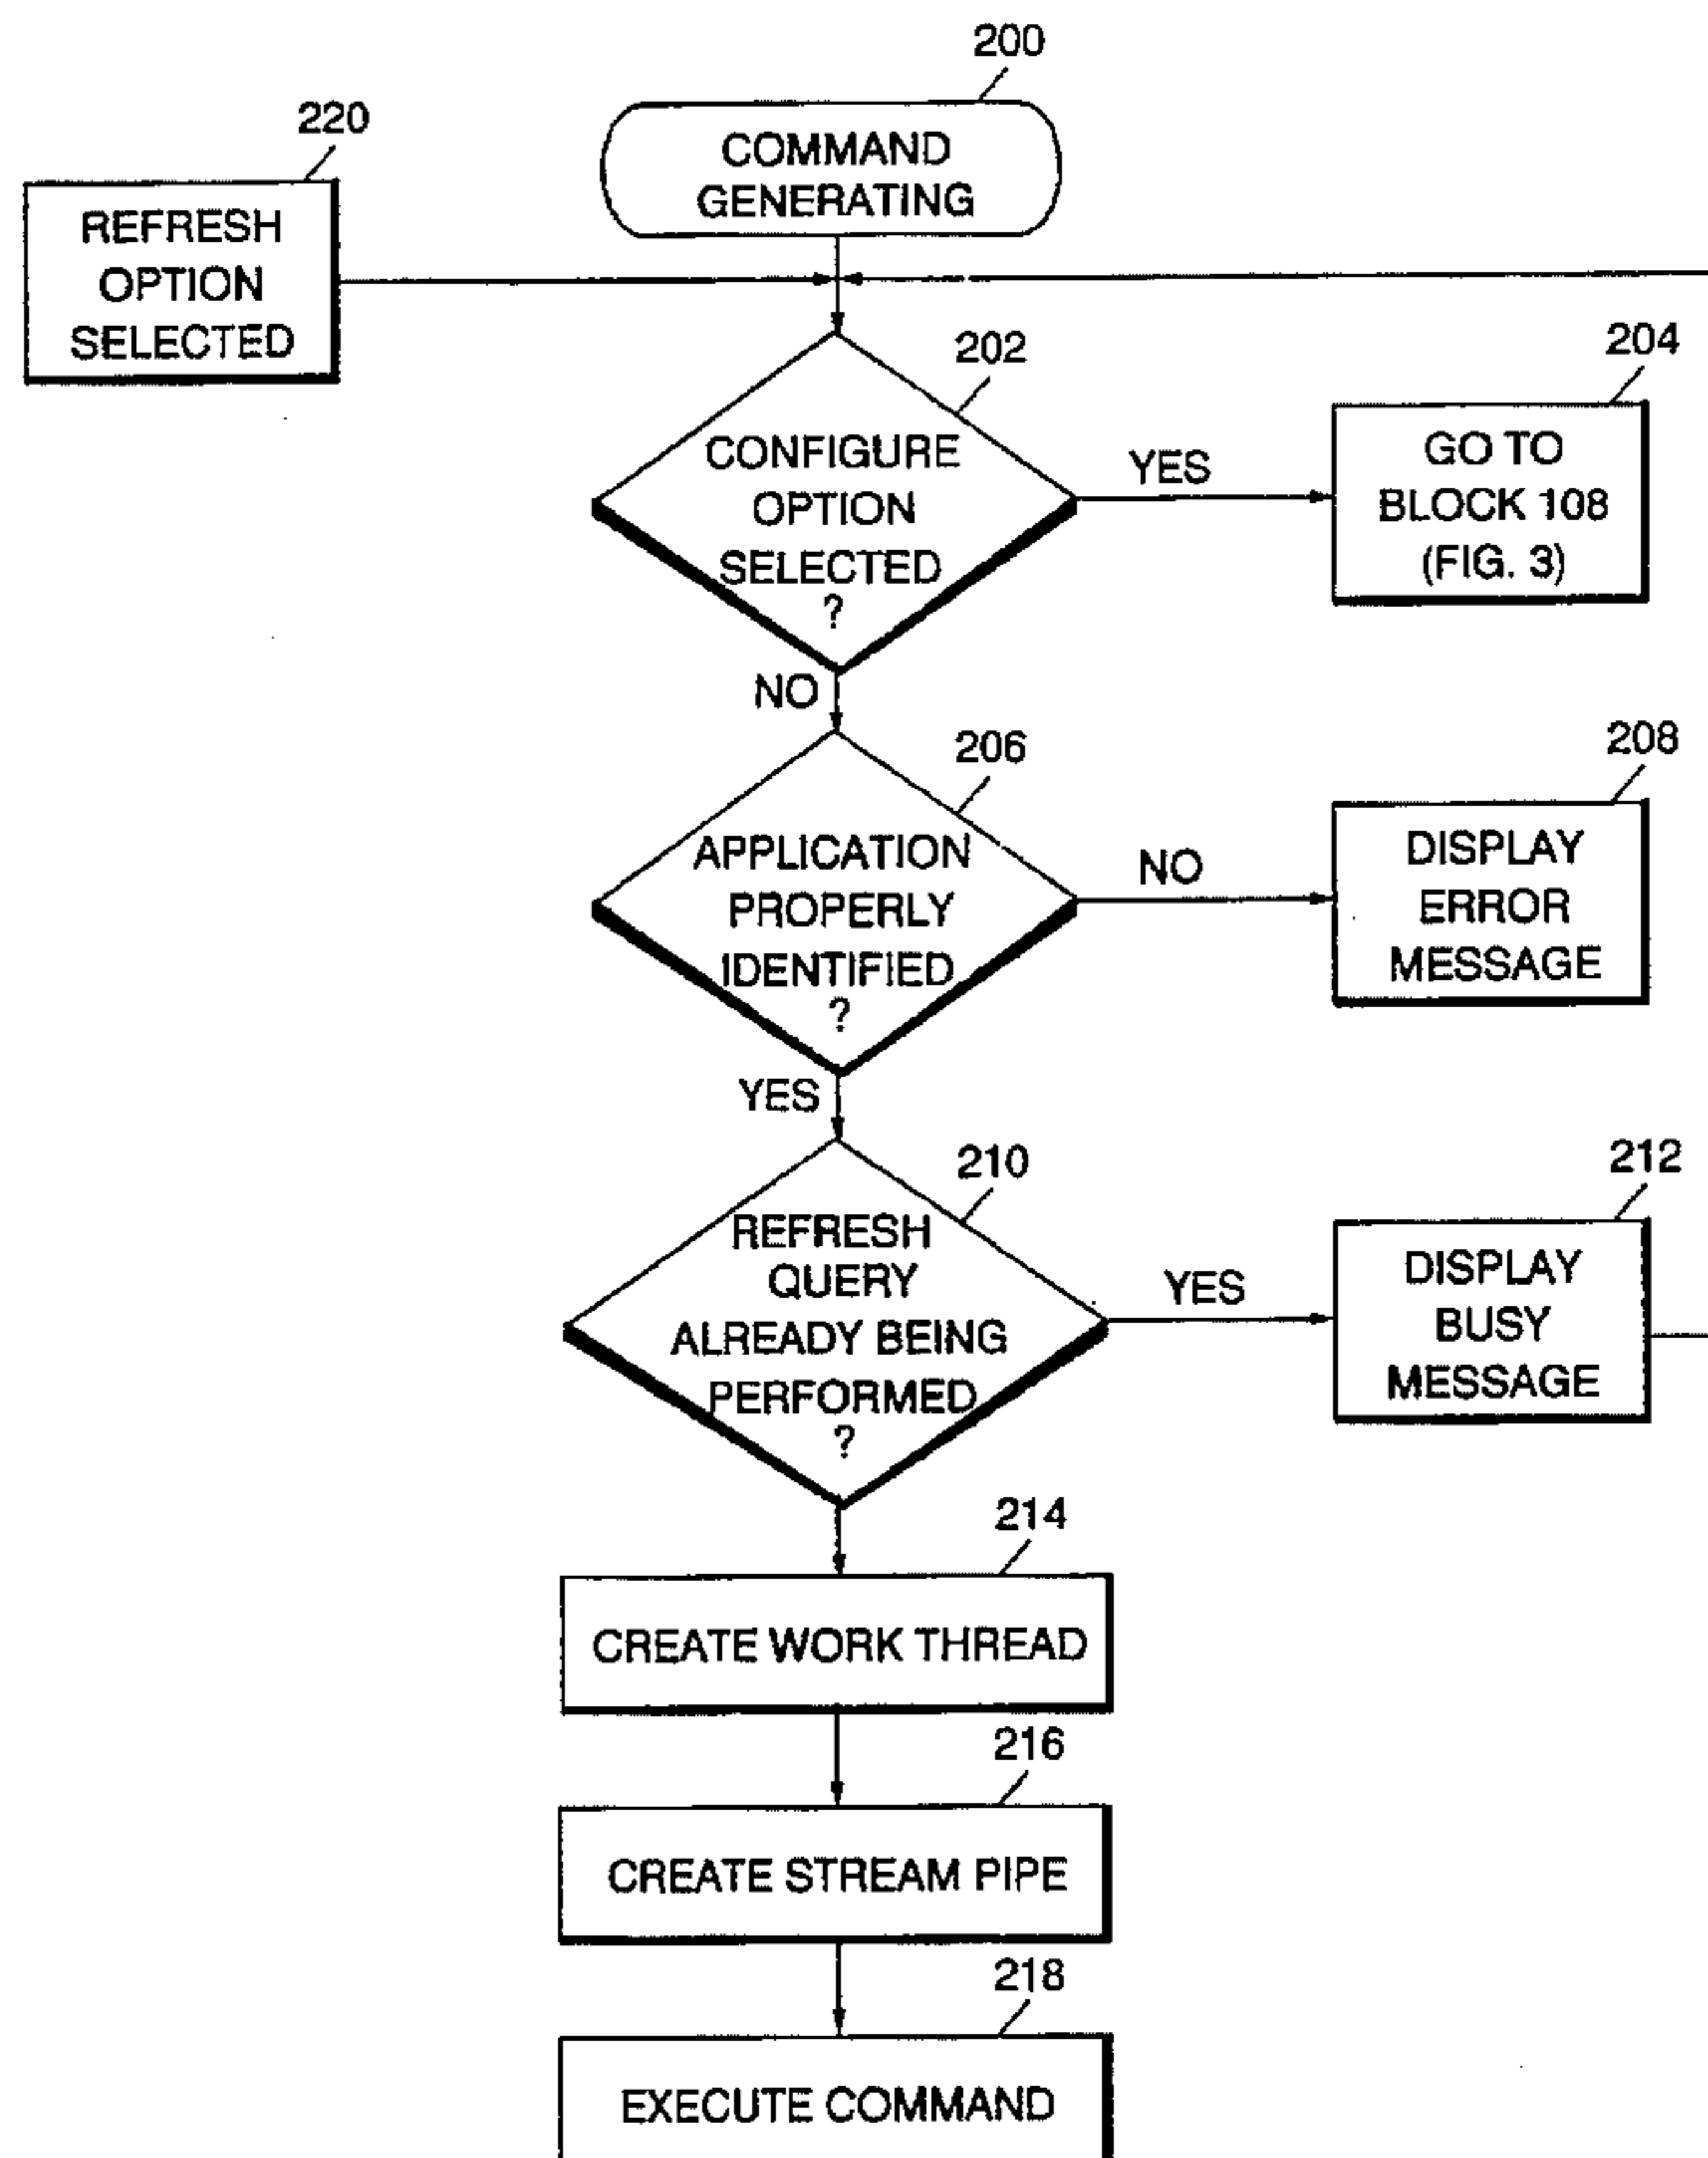 200
COMMAND
GENERATING
220
REFRESH
OPTION
SELECTED
202
CONFIGURE
OPTION
SELECTED
?
YES
204
GO TO
BLOCK 108
(FIG. 3)
NO
206
APPLICATION
PROPERLY
IDENTIFIED
?
NO
208
DISPLAY
ERROR
MESSAGE
YES
210
REFRESH
QUERY
ALREADY BEING
PERFORMED
?
YES
212
DISPLAY
BUSY
MESSAGE
214
CREATE WORK THREAD
216
CREATE STREAM PIPE
218
EXECUTE COMMAND